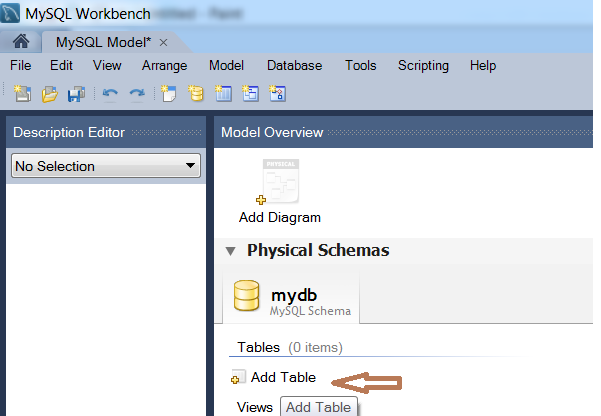 MySQL Workbench
MySQL Model* ×
File Edit View Arrange Model Database Tools Scripting Help
Description Editor
No Selection
Model Overview
PHYSICAL
Add Diagram
Physical Schemas
mydb
MySQL Schema
Tables (0 items)
Add Table
Views
Add Table